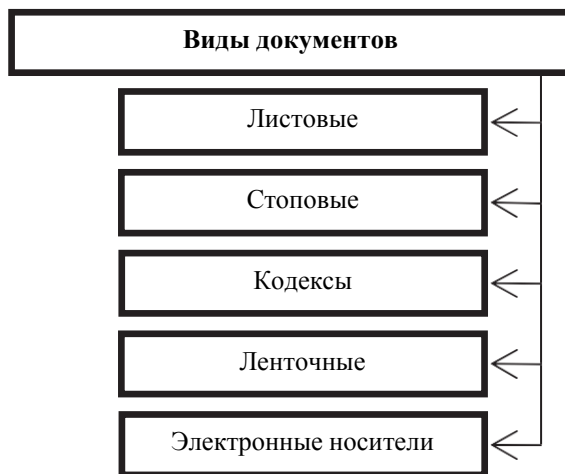 Виды документов
Листовые
Стоповые
Кодексы
Ленточные
Электронные носители